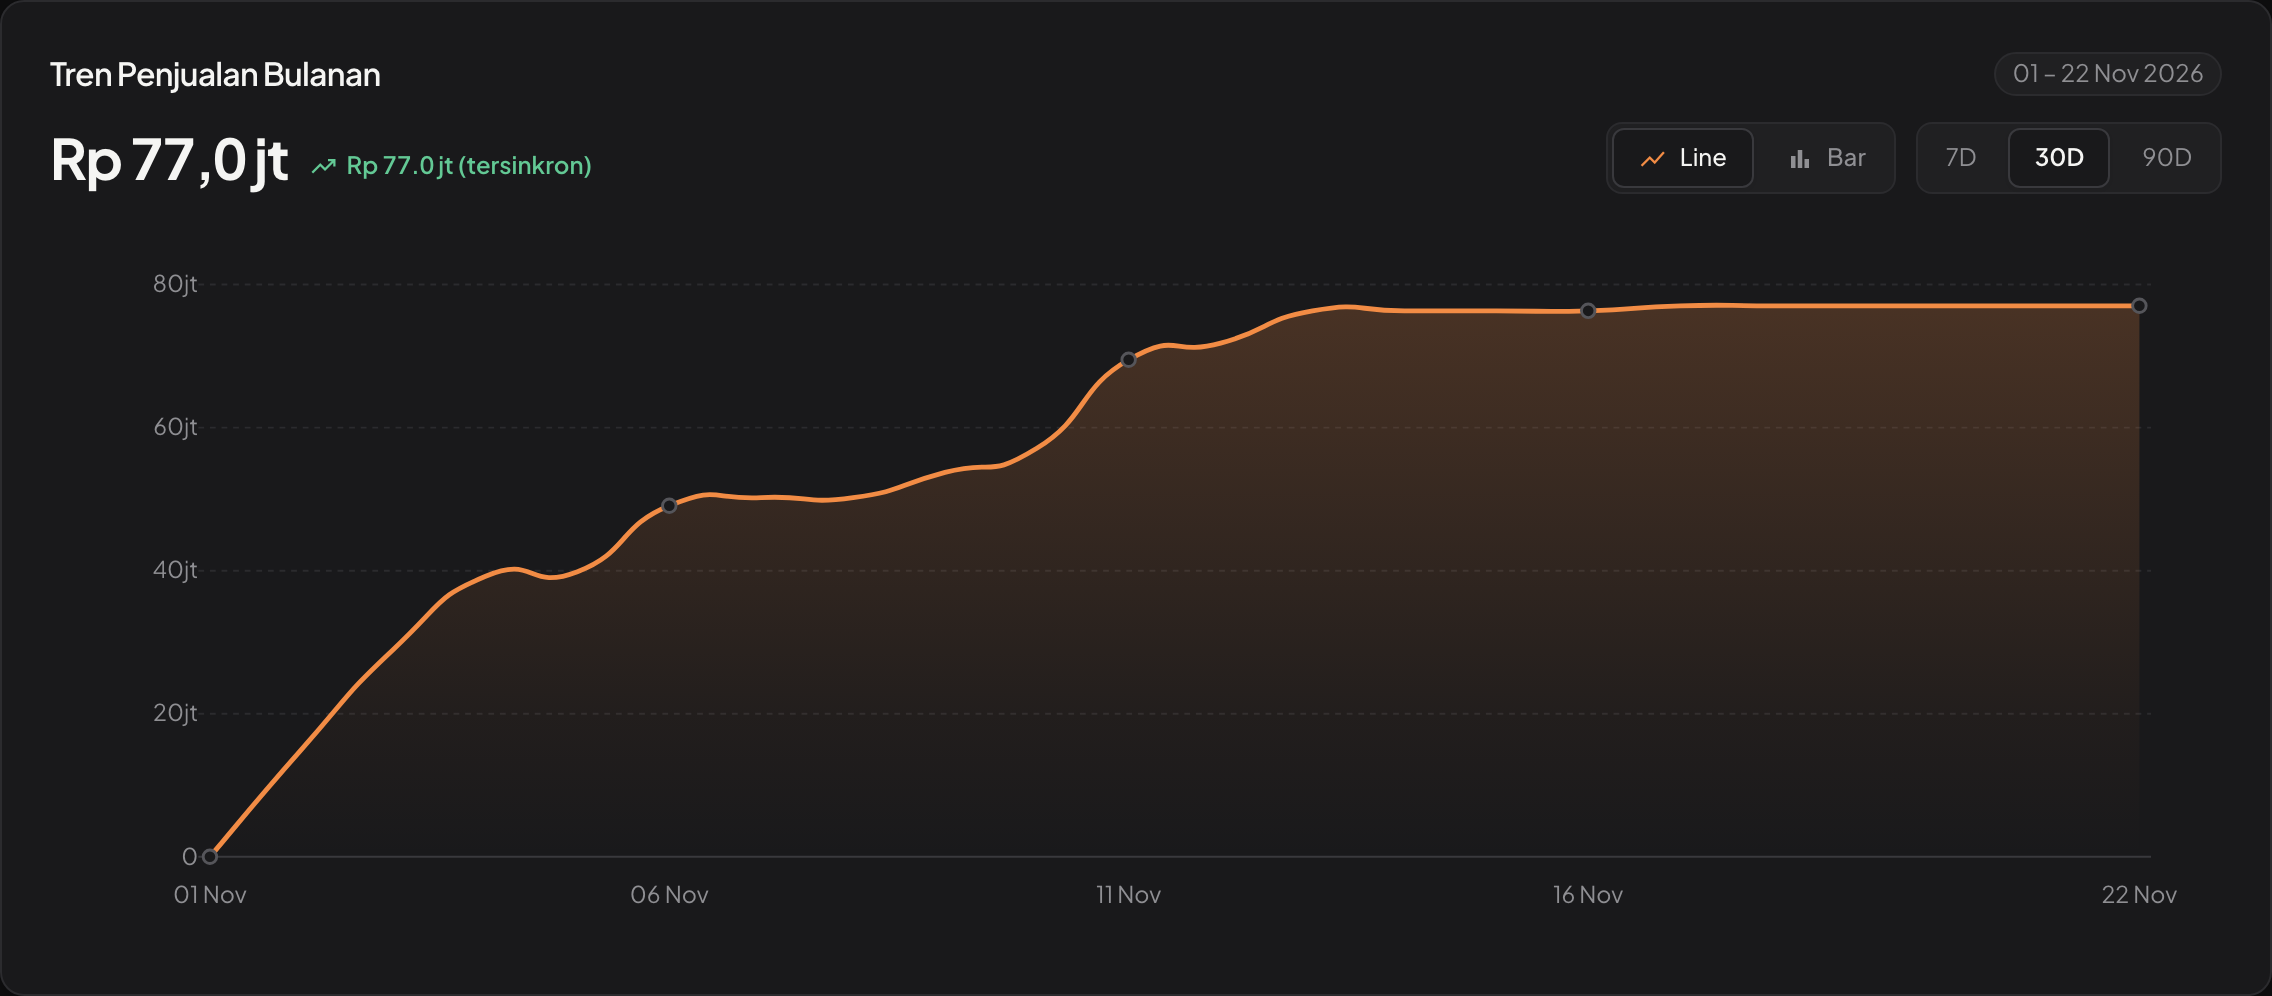 Tren Penjualan Bulanan
01 – 22 Nov 2026
Rp 77,0 jt
Rp 77.0 jt (tersinkron)
Line
Bar
7D
30D
90D
80jt
60jt
40jt
20jt
0
01 Nov
06 Nov
11 Nov
16 Nov
22 Nov